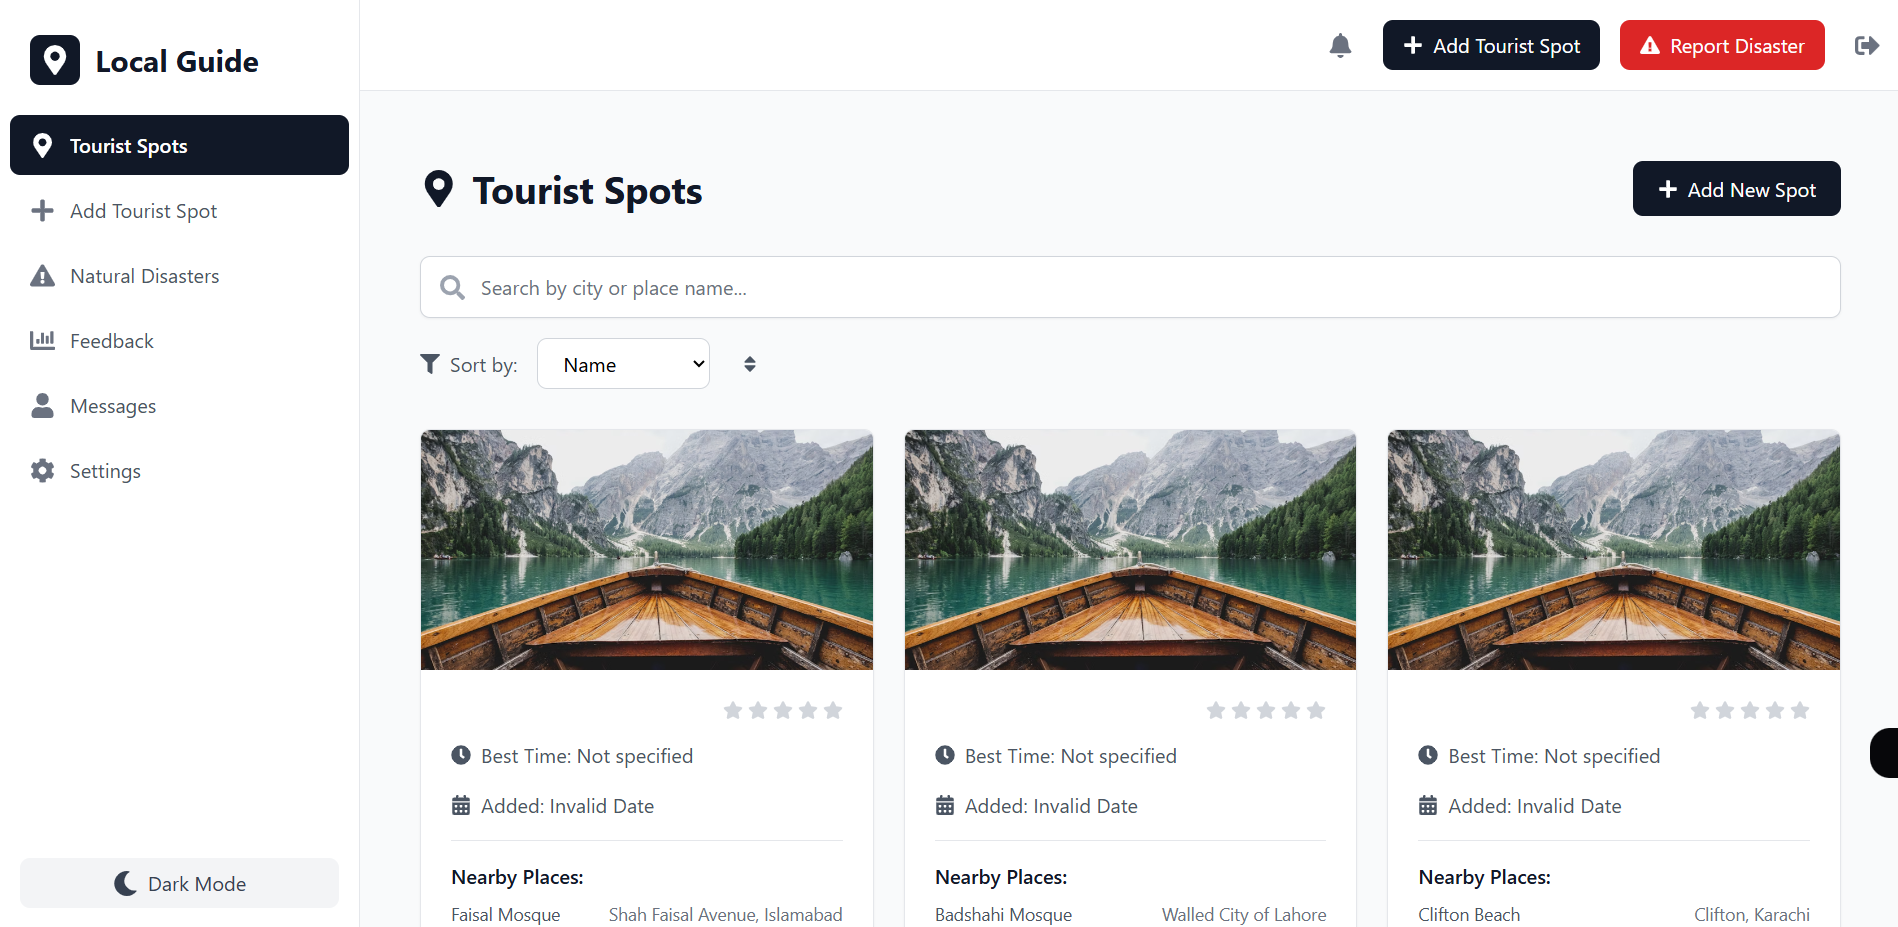 Local Guide
Tourist Spots
Add Tourist Spot
Natural Disasters
Feedback
Messages
Settings
Dark Mode
Add Tourist Spot
Report Disaster
Tourist Spots
Add New Spot
Search by city or place name...
Sort by:
Name
Best Time: Not specified
Added: Invalid Date
Nearby Places:
Faisal Mosque Shah Faisal Avenue, Islamabad
Best Time: Not specified
Added: Invalid Date
Nearby Places:
Badshahi Mosque Walled City of Lahore
Best Time: Not specified
Added: Invalid Date
Nearby Places:
Clifton Beach Clifton, Karachi